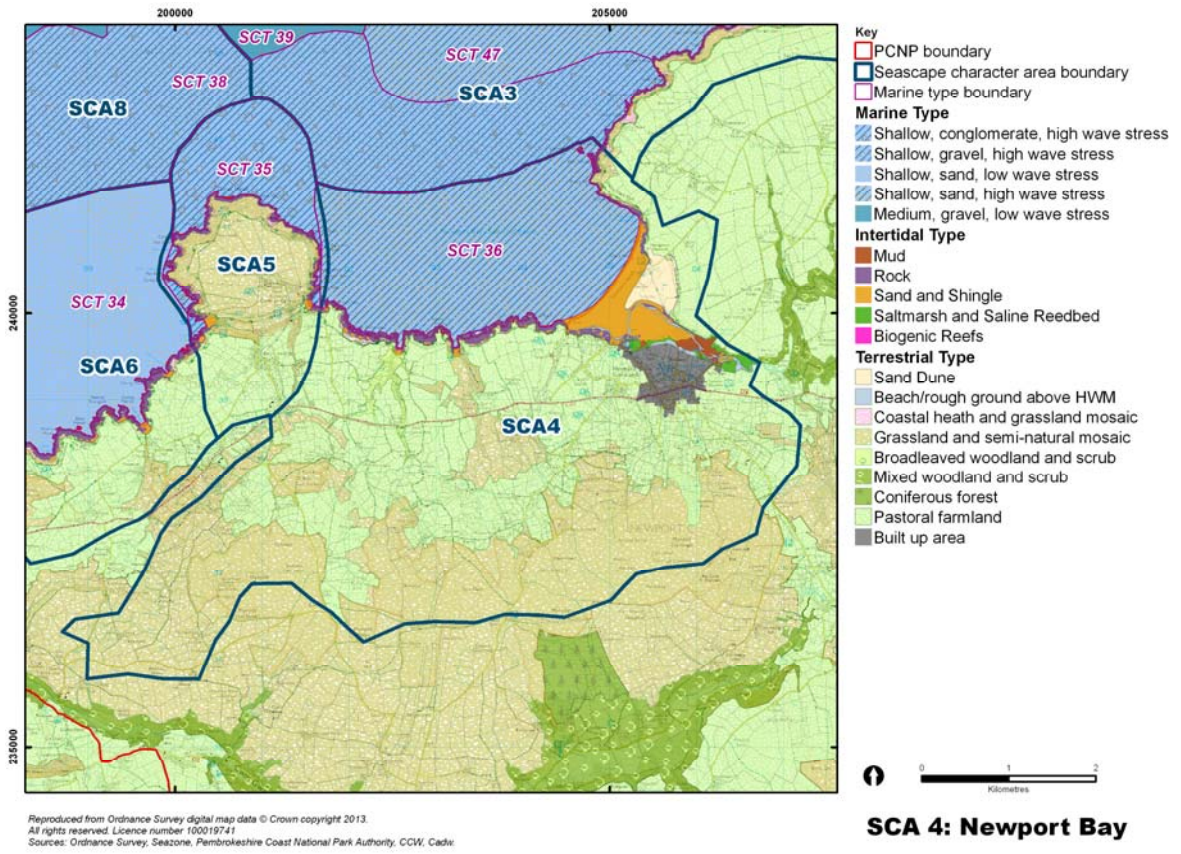 200000
205000
SCT 39
SCT 47
SCT 38
SCA3
SCA8
SCT 35
SCA5
SCT 36
SCT 34
240000
SCA6
SCA4
235000
Key
PCNP boundary
Seascape character area boundary
Marine type boundary
Marine Type
Shallow, conglomerate, high wave stress
Shallow, gravel, high wave stress
Shallow, sand, low wave stress
Shallow, sand, high wave stress
Medium, gravel, low wave stress
Intertidal Type
Mud
Rock
Sand and Shingle
Saltmarsh and Saline Reedbed
Biogenic Reefs
Terrestrial Type
Sand Dune
Beach/rough ground above HWM
Coastal heath and grassland mosaic
Grassland and semi-natural mosaic
Broadleaved woodland and scrub
Mixed woodland and scrub
Coniferous forest
Pastoral farmland
Built up area
0 1 2
Kilometres
Reproduced from Ordnance Survey digital map data © Crown copyright 2013.
All rights reserved. Licence number 100019741
Sources: Ordnance Survey, Seazone, Pembrokeshire Coast National Park Authority, CCW, Cadw.
SCA 4: Newport Bay